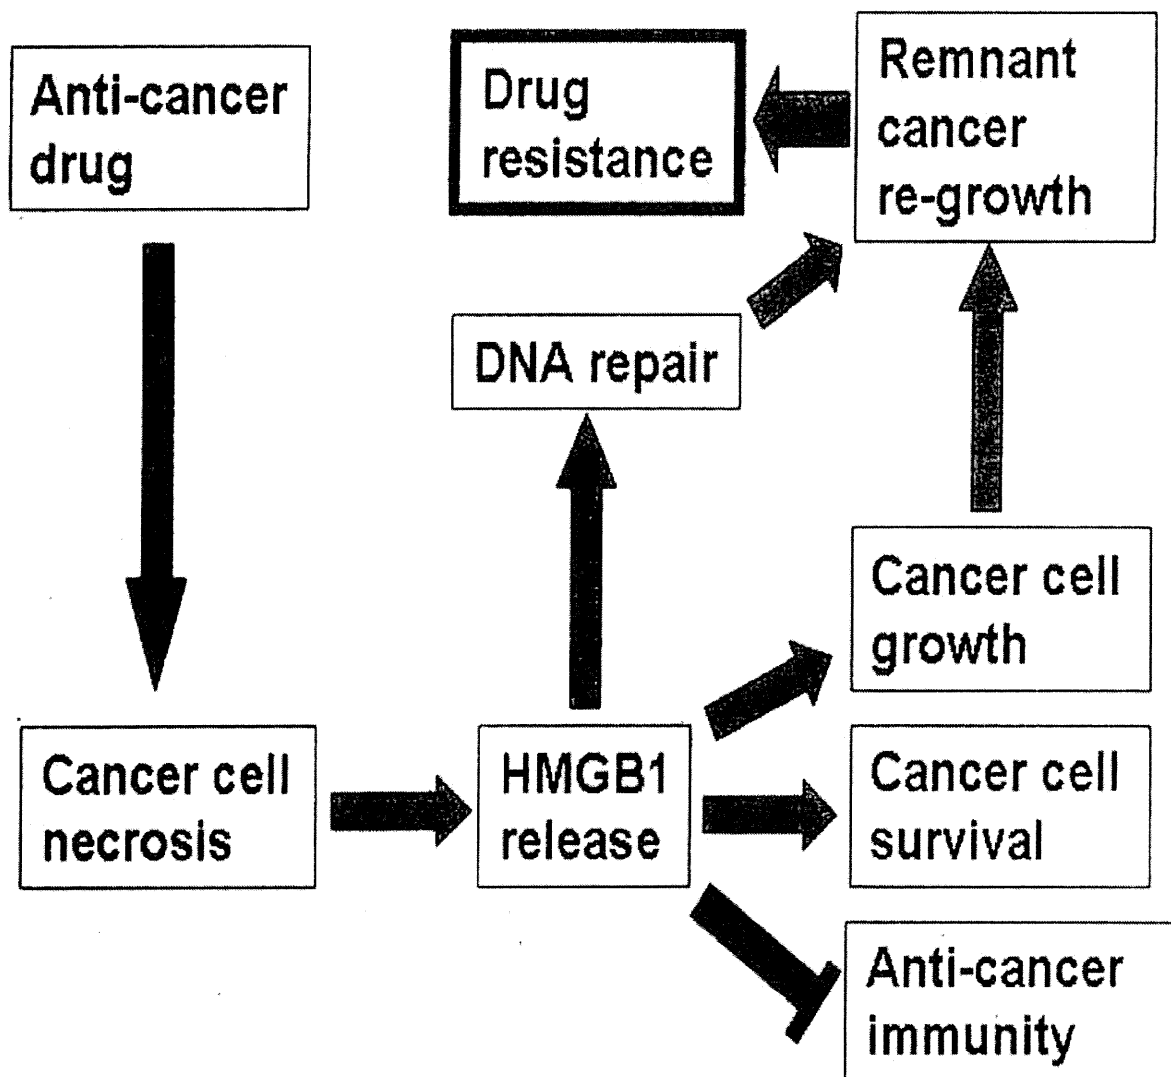 Anti-cancer
drug
Drug
resistance
Remnant
cancer
re-growth
DNA repair
Cancer cell
growth
Cancer cell
necrosis
HMGB1
release
Cancer cell
survival
Anti-cancer
immunity